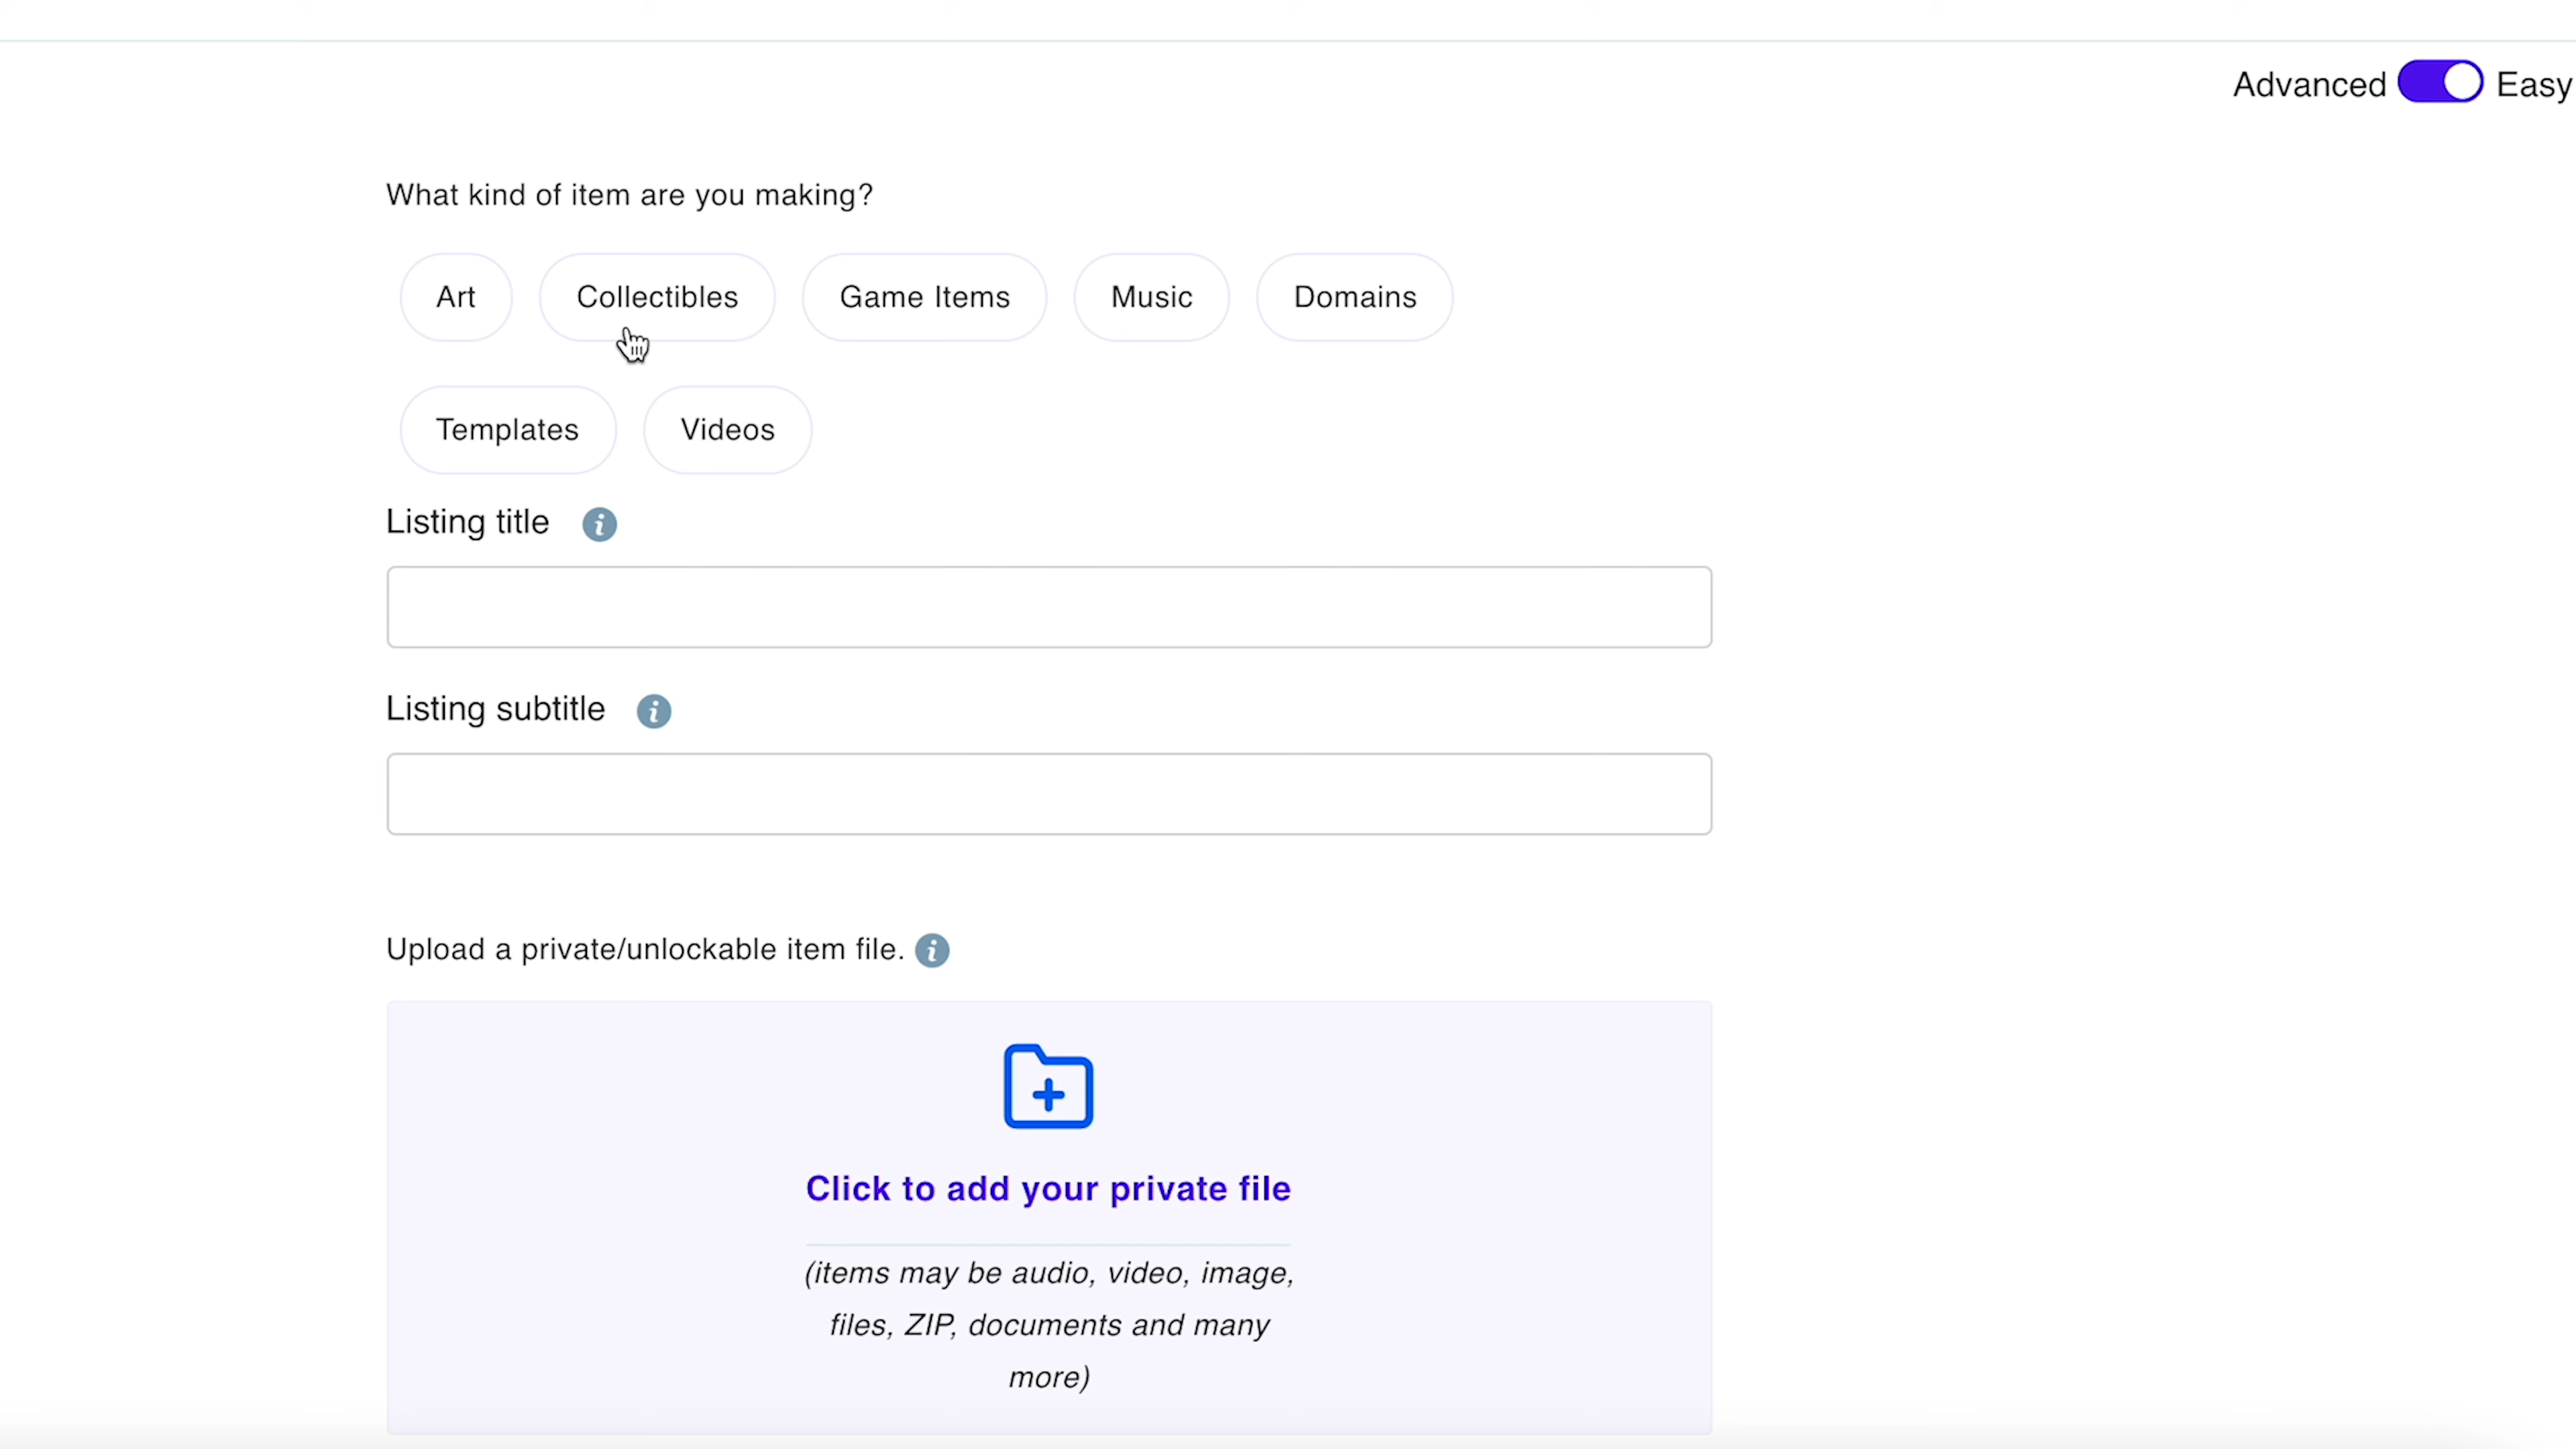 Advanced Easy
What kind of item are you making?
Art Collectibles Game Items Music Domains
Templates Videos
Listing title i
Listing subtitle i
Upload a private/unlockable item file. i
Click to add your private file
(items may be audio, video, image,
files, ZIP, documents and many
more)